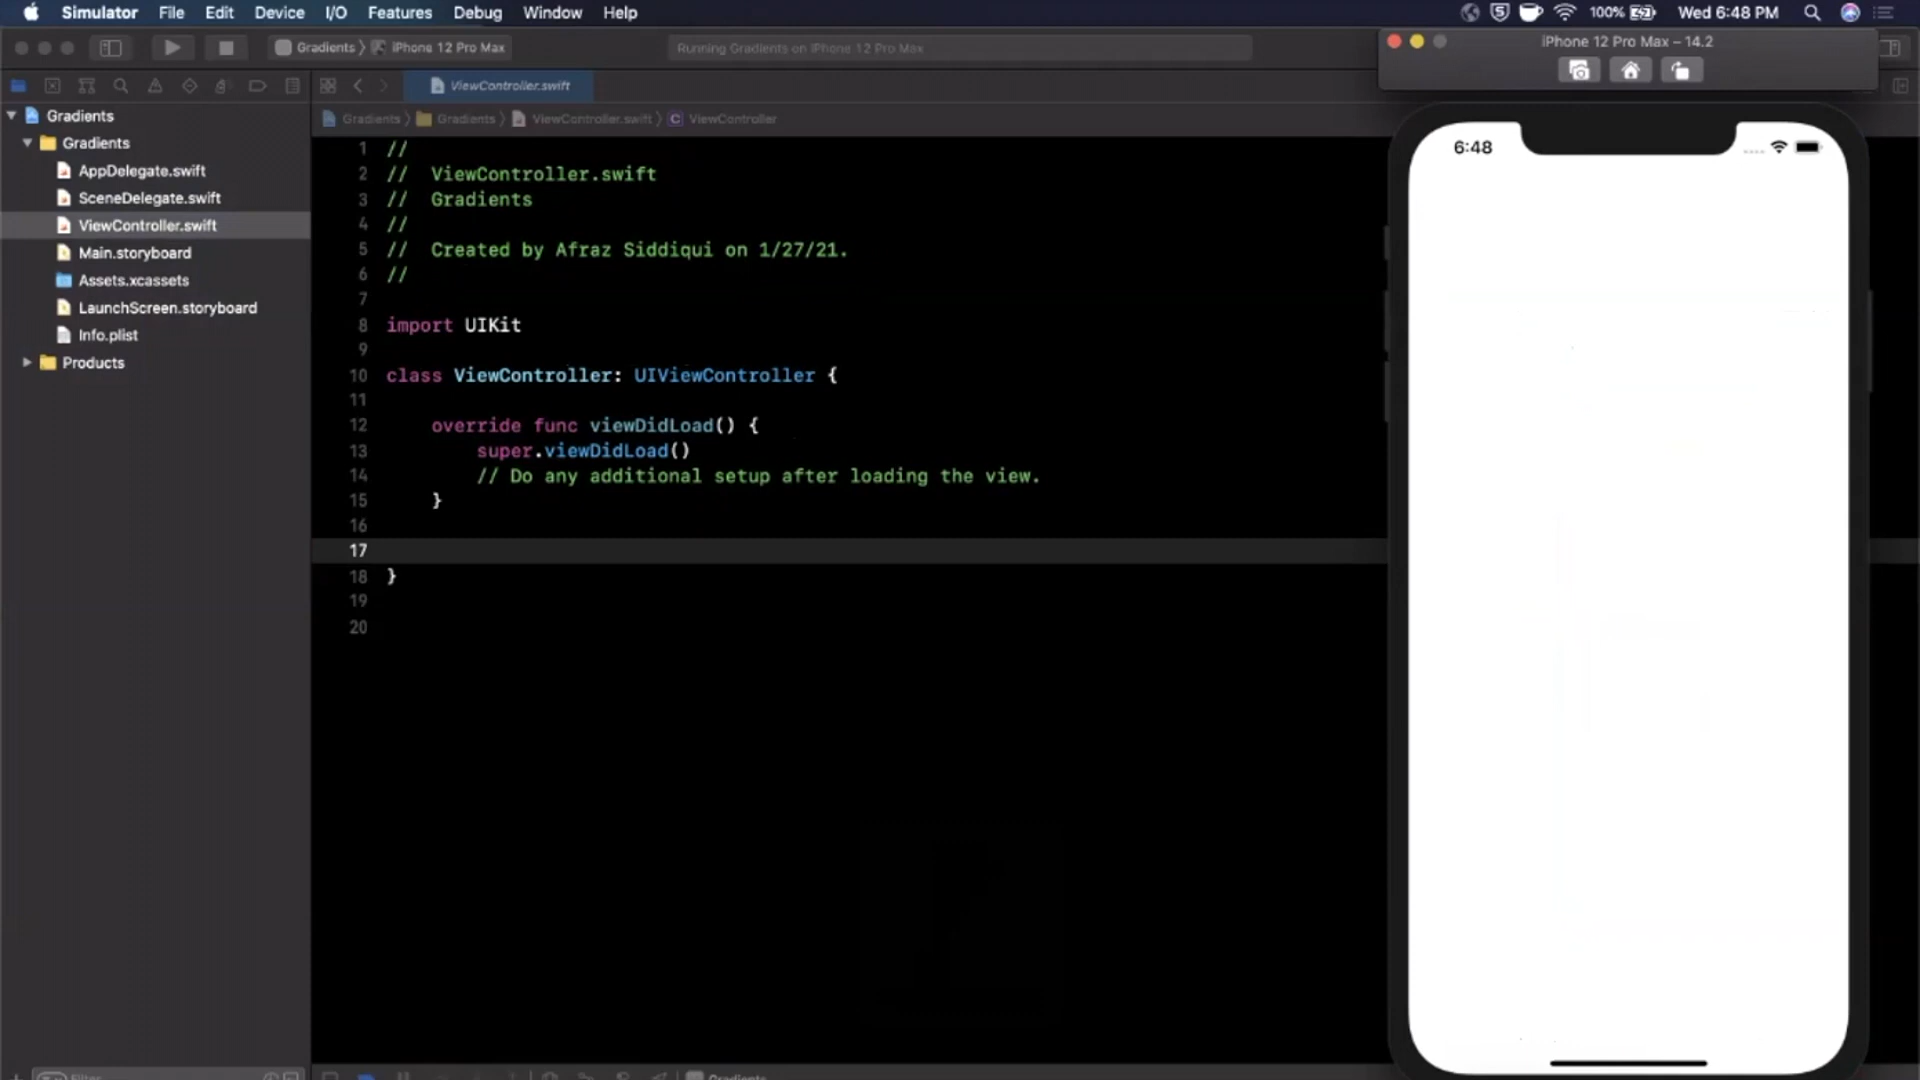 Simulator File Edit Device I/O Features Debug Window Help 100% Wed 6:48 PM
Gradients iPhone 12 Pro Max Running Gradients on iPhone 12 Pro Max
iPhone 12 Pro Max – 14.2
ViewController.swift
Gradients Gradients ViewController.swift C ViewController
Gradients
Gradients
AppDelegate.swift
SceneDelegate.swift
ViewController.swift
Main.storyboard
Assets.xcassets
LaunchScreen.storyboard
Info.plist
Products
1 //
2 // ViewController.swift
3 // Gradients
4 //
5 // Created by Afraz Siddiqui on 1/27/21.
6 //
7
8 import UIKit
9
10 class ViewController: UIViewController {
11
12 override func viewDidLoad() {
13 super.viewDidLoad()
14 // Do any additional setup after loading the view.
15 }
16
17
18 }
19
20
6:48
Filter
Gradients